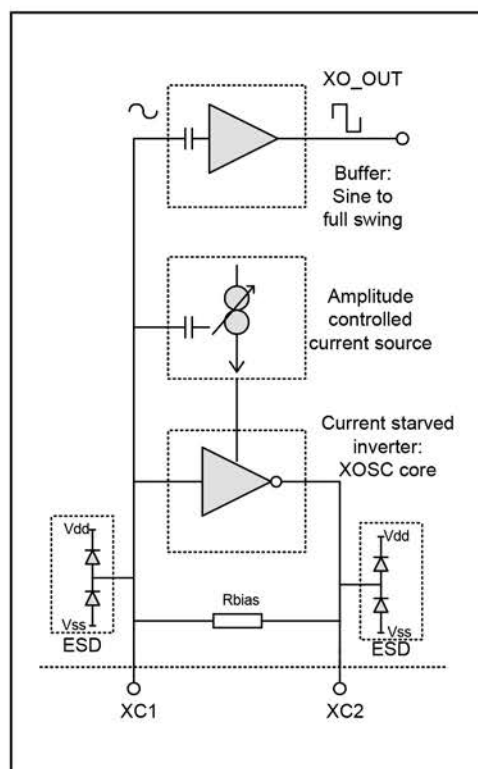 XO_OUT
Buffer:
Sine to
full swing
Amplitude
controlled
current source
Current starved
inverter:
XOSC core
Vdd
Vss
ESD
Rbias
Vdd
Vss
ESD
XC1
XC2